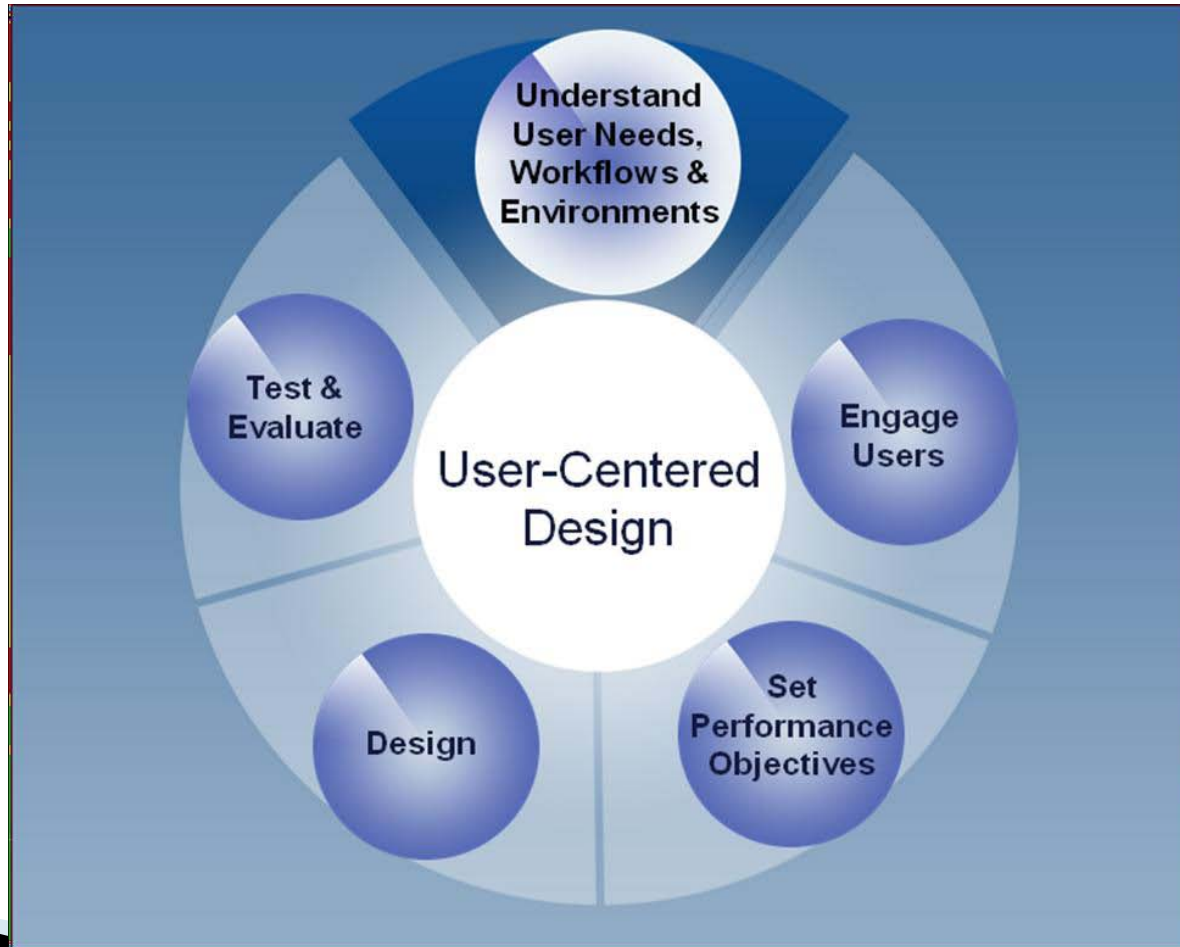 Understand
User Needs,
Workflows &
Environments
Test &
Evaluate
Engage
Users
User-Centered
Design
Set
Performance
Objectives
Design